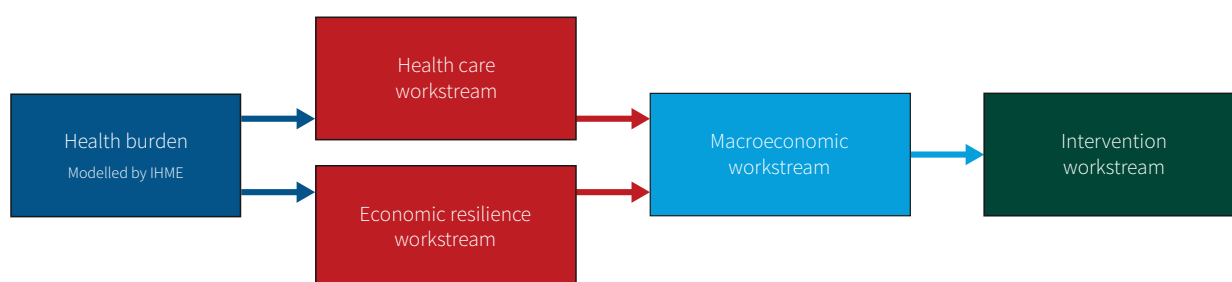 Health burden
Modelled by IHME
Health care
workstream
Economic resilience
workstream
Macroeconomic
workstream
Intervention
workstream